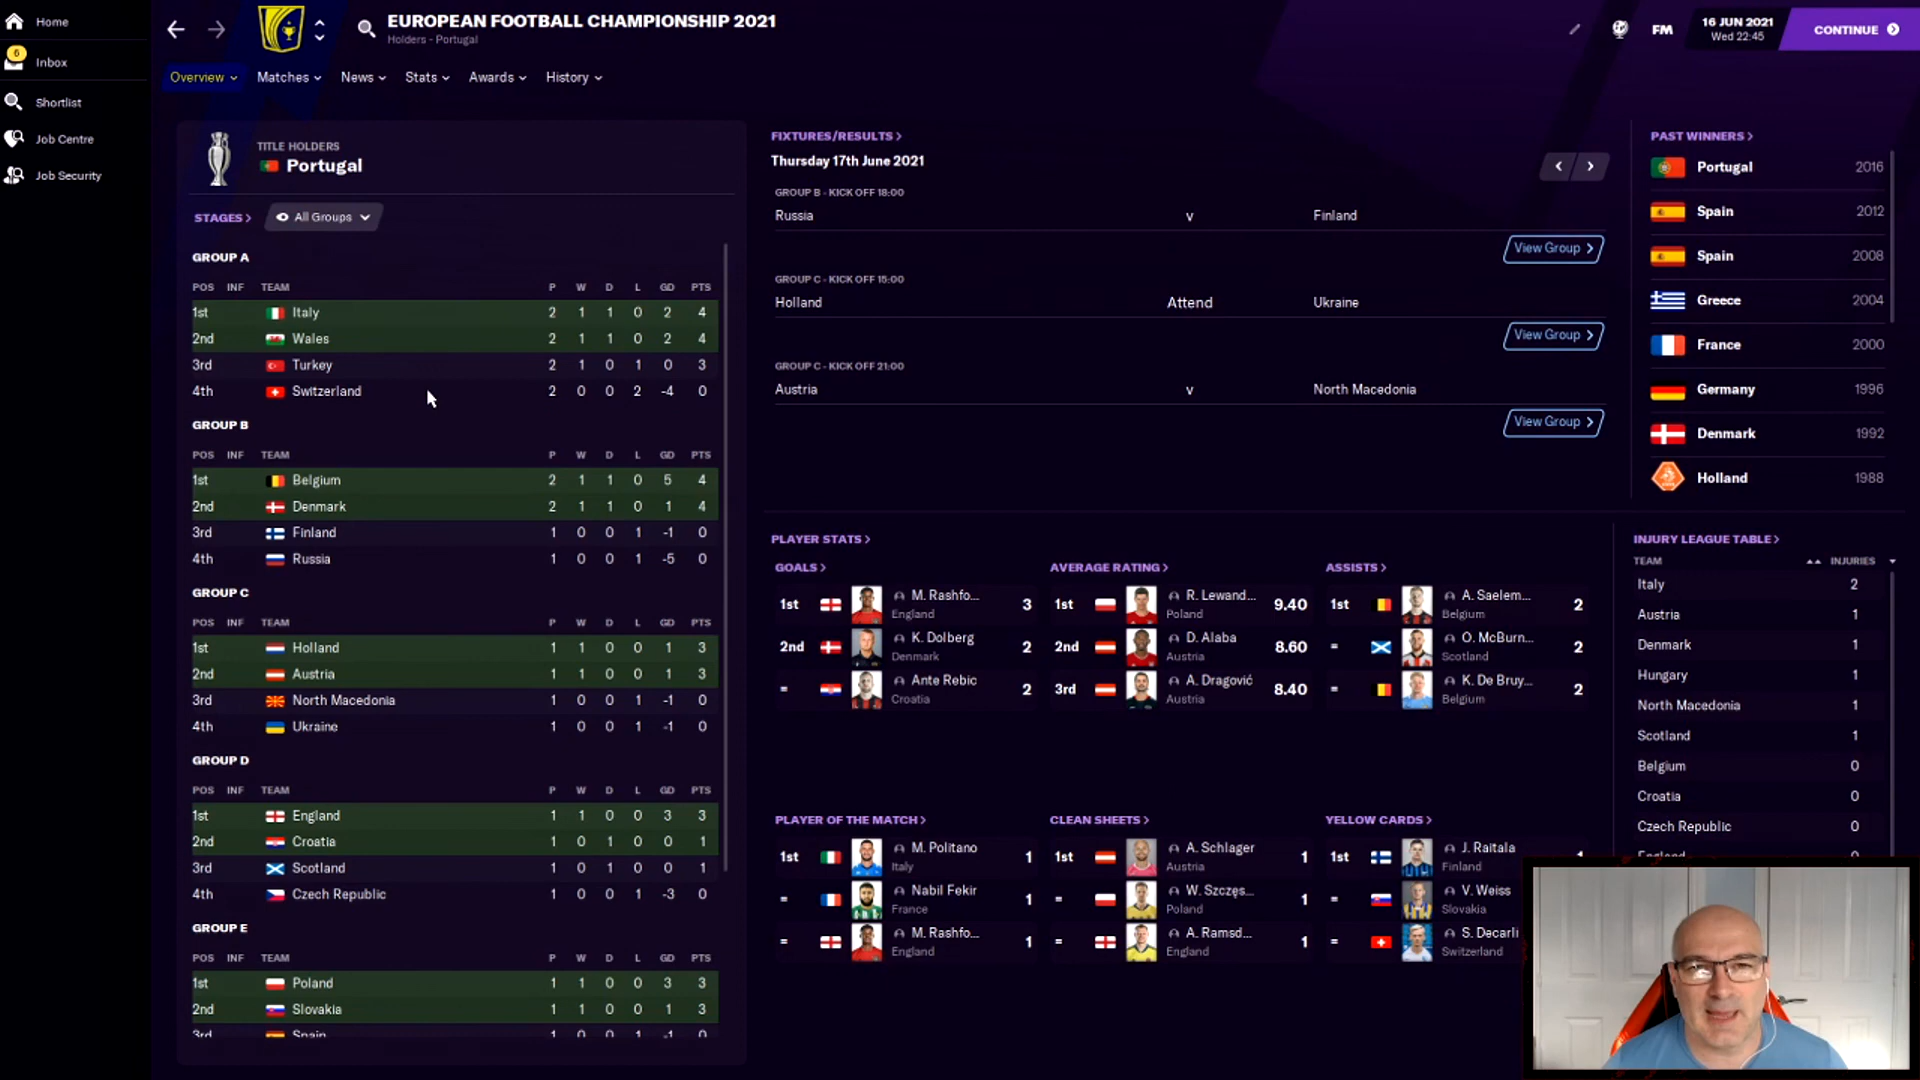 Home
6
Inbox
Shortlist
Job Centre
Job Security
EUROPEAN FOOTBALL CHAMPIONSHIP 2021
Holders - Portugal
FM
16 JUN 2021
Wed 22:45
CONTINUE
Overview
Matches
News
Stats
Awards
History
TITLE HOLDERS
Portugal
STAGES
All Groups
GROUP A
POS INF TEAM P W D L GD PTS
1st Italy 2 1 1 0 2 4
2nd Wales 2 1 1 0 2 4
3rd Turkey 2 1 0 1 0 3
4th Switzerland 2 0 0 2 -4 0
GROUP B
POS INF TEAM P W D L GD PTS
1st Belgium 2 1 1 0 5 4
2nd Denmark 2 1 1 0 1 4
3rd Finland 1 0 0 1 -1 0
4th Russia 1 0 0 1 -5 0
GROUP C
POS INF TEAM P W D L GD PTS
1st Holland 1 1 0 0 1 3
2nd Austria 1 1 0 0 1 3
3rd North Macedonia 1 0 0 1 -1 0
4th Ukraine 1 0 0 1 -1 0
GROUP D
POS INF TEAM P W D L GD PTS
1st England 1 1 0 0 3 3
2nd Croatia 1 0 1 0 0 1
3rd Scotland 1 0 1 0 0 1
4th Czech Republic 1 0 0 1 -3 0
GROUP E
POS INF TEAM P W D L GD PTS
1st Poland 1 1 0 0 3 3
2nd Slovakia 1 1 0 0 1 3
3rd Spain 1 0 0 1 -1 0
FIXTURES/RESULTS
Thursday 17th June 2021
GROUP B - KICK OFF 18:00
Russia v Finland
View Group
GROUP C - KICK OFF 15:00
Holland Attend Ukraine
View Group
GROUP C - KICK OFF 21:00
Austria v North Macedonia
View Group
PAST WINNERS
Portugal 2016
Spain 2012
Spain 2008
Greece 2004
France 2000
Germany 1996
Denmark 1992
Holland 1988
PLAYER STATS
GOALS
1st M. Rashfo... 3
England
2nd K. Dolberg 2
Denmark
= Ante Rebic 2
Croatia
AVERAGE RATING
1st R. Lewand... 9.40
Poland
2nd D. Alaba 8.60
Austria
3rd A. Dragović 8.40
Austria
ASSISTS
1st A. Saelem... 2
Belgium
= O. McBurn... 2
Scotland
= K. De Bruy... 2
Belgium
PLAYER OF THE MATCH
1st M. Politano 1
Italy
= Nabil Fekir 1
France
= M. Rashfo... 1
England
CLEAN SHEETS
1st A. Schlager 1
Austria
= W. Szczęs... 1
Poland
= A. Ramsd... 1
England
YELLOW CARDS
1st J. Raitala 1
Finland
= V. Weiss
Slovakia
= S. Decarli
Switzerland
INJURY LEAGUE TABLE
TEAM INJURIES
Italy 2
Austria 1
Denmark 1
Hungary 1
North Macedonia 1
Scotland 1
Belgium 0
Croatia 0
Czech Republic 0
England 0